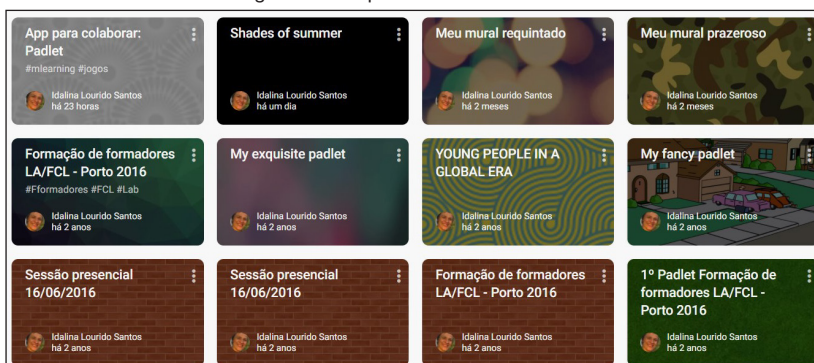 App para colaborar:
Padlet
#mlearning #jogos
Idalina Lourido Santos
há 23 horas
Shades of summer
Idalina Lourido Santos
há um dia
Meu mural requintado
Idalina Lourido Santos
há 2 meses
Meu mural prazeroso
Idalina Lourido Santos
há 2 meses
Formação de formadores
LA/FCL - Porto 2016
#Fformadores #FCL #Lab
Idalina Lourido Santos
há 2 anos
My exquisite padlet
Idalina Lourido Santos
há 2 anos
YOUNG PEOPLE IN A
GLOBAL ERA
Idalina Lourido Santos
há 2 anos
My fancy padlet
Idalina Lourido Santos
há 2 anos
Sessão presencial
16/06/2016
Idalina Lourido Santos
há 2 anos
Sessão presencial
16/06/2016
Idalina Lourido Santos
há 2 anos
Formação de formadores
LA/FCL - Porto 2016
Idalina Lourido Santos
há 2 anos
1º Padlet Formação de
formadores LA/FCL -
Porto 2016
Idalina Lourido Santos
há 2 anos